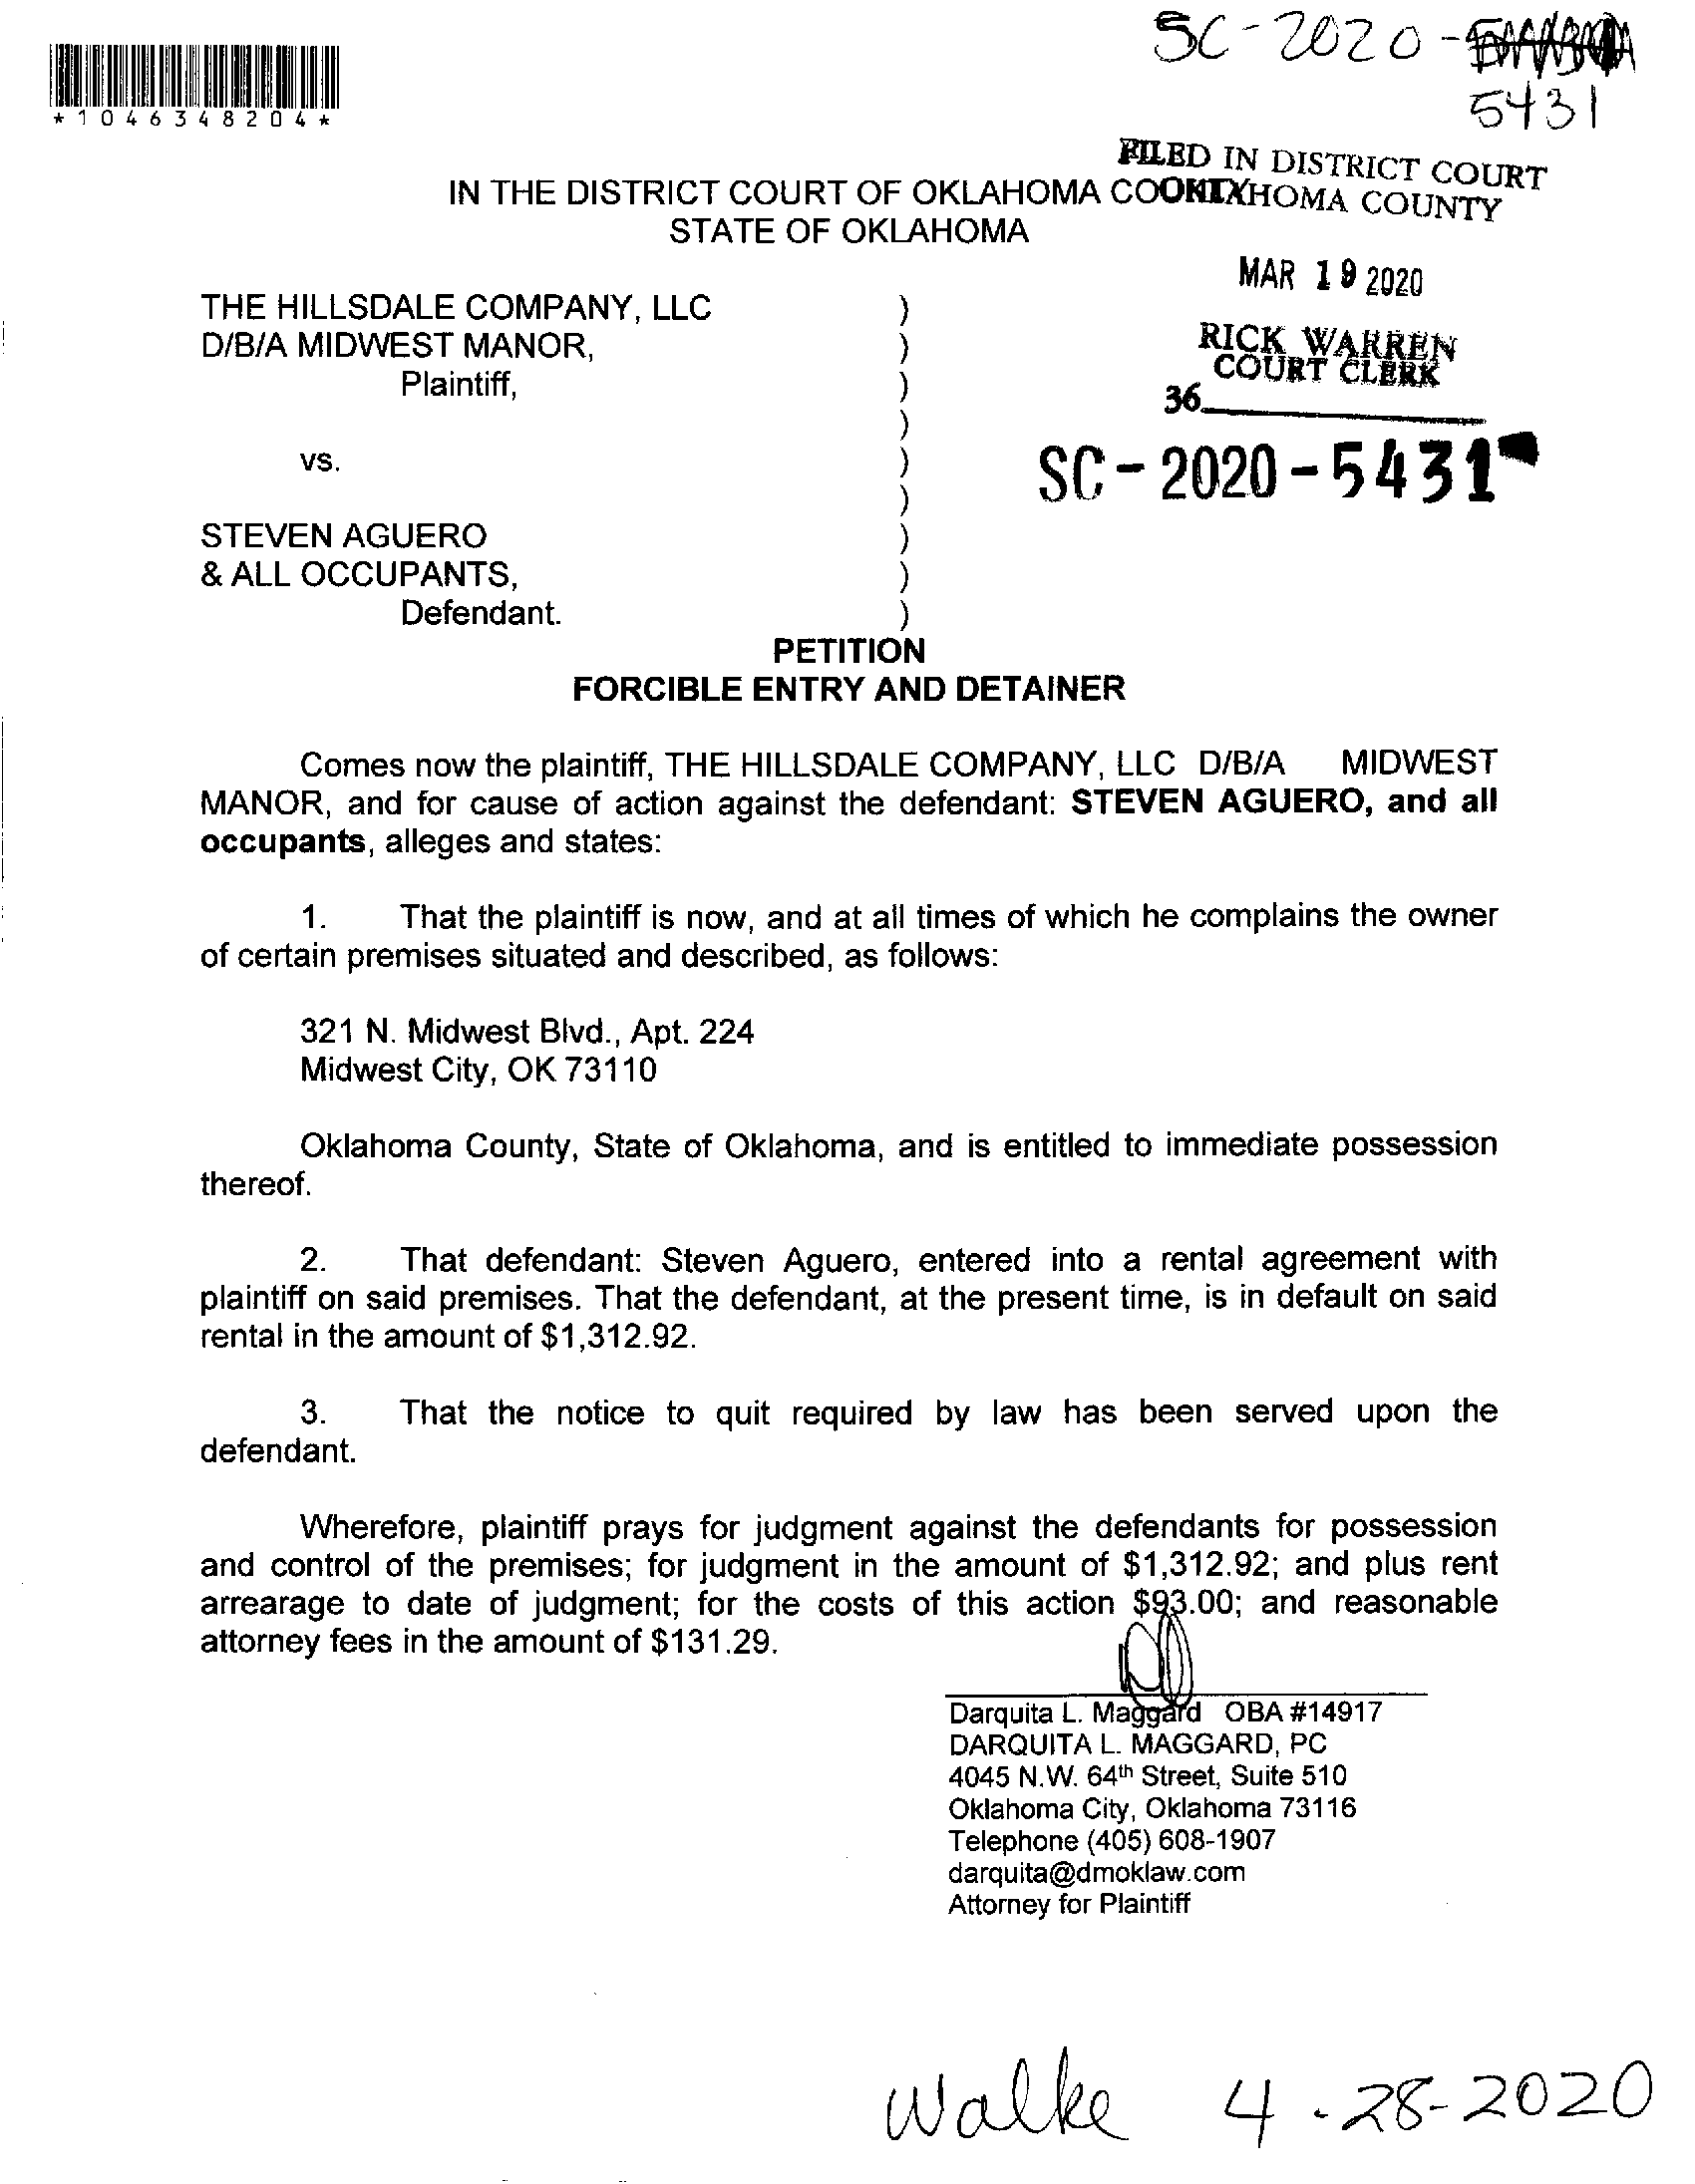 SC-2020-
5431
*1046348204*
FILED IN DISTRICT COURT
OKLAHOMA COUNTY
IN THE DISTRICT COURT OF OKLAHOMA COUNTY
STATE OF OKLAHOMA
MAR 19 2020
RICK WARREN
COURT CLERK
36
SC-2020-5431
THE HILLSDALE COMPANY, LLC )
D/B/A MIDWEST MANOR, )
Plaintiff, )
)
vs. )
)
STEVEN AGUERO )
& ALL OCCUPANTS, )
Defendant. )
PETITION
FORCIBLE ENTRY AND DETAINER
Comes now the plaintiff, THE HILLSDALE COMPANY, LLC D/B/A MIDWEST
MANOR, and for cause of action against the defendant: STEVEN AGUERO, and all
occupants, alleges and states:
1. That the plaintiff is now, and at all times of which he complains the owner
of certain premises situated and described, as follows:
321 N. Midwest Blvd., Apt. 224
Midwest City, OK 73110
Oklahoma County, State of Oklahoma, and is entitled to immediate possession
thereof.
2. That defendant: Steven Aguero, entered into a rental agreement with
plaintiff on said premises. That the defendant, at the present time, is in default on said
rental in the amount of $1,312.92.
3. That the notice to quit required by law has been served upon the
defendant.
Wherefore, plaintiff prays for judgment against the defendants for possession
and control of the premises; for judgment in the amount of $1,312.92; and plus rent
arrearage to date of judgment; for the costs of this action $93.00; and reasonable
attorney fees in the amount of $131.29.
Darquita L. Maggard OBA #14917
DARQUITA L. MAGGARD, PC
4045 N.W. 64th Street, Suite 510
Oklahoma City, Oklahoma 73116
Telephone (405) 608-1907
darquita@dmoklaw.com
Attorney for Plaintiff
Walke 4-28-2020